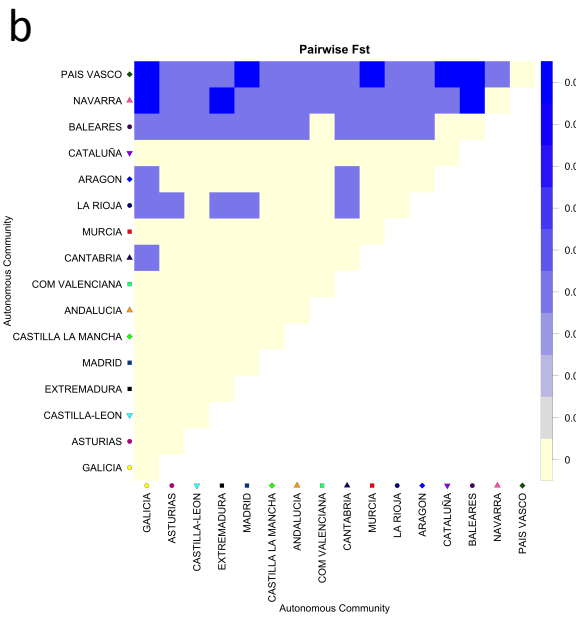 b
Pairwise Fst
PAIS VASCO
NAVARRA
BALEARES
CATALUÑA
ARAGON
LA RIOJA
MURCIA
CANTABRIA
COM VALENCIANA
ANDALUCIA
CASTILLA LA MANCHA
MADRID
EXTREMADURA
CASTILLA-LEON
ASTURIAS
GALICIA
Autonomous Community
GALICIA
ASTURIAS
CASTILLA-LEON
EXTREMADURA
MADRID
CASTILLA LA MANCHA
ANDALUCIA
COM VALENCIANA
CANTABRIA
MURCIA
LA RIOJA
ARAGON
CATALUÑA
BALEARES
NAVARRA
PAIS VASCO
Autonomous Community
0